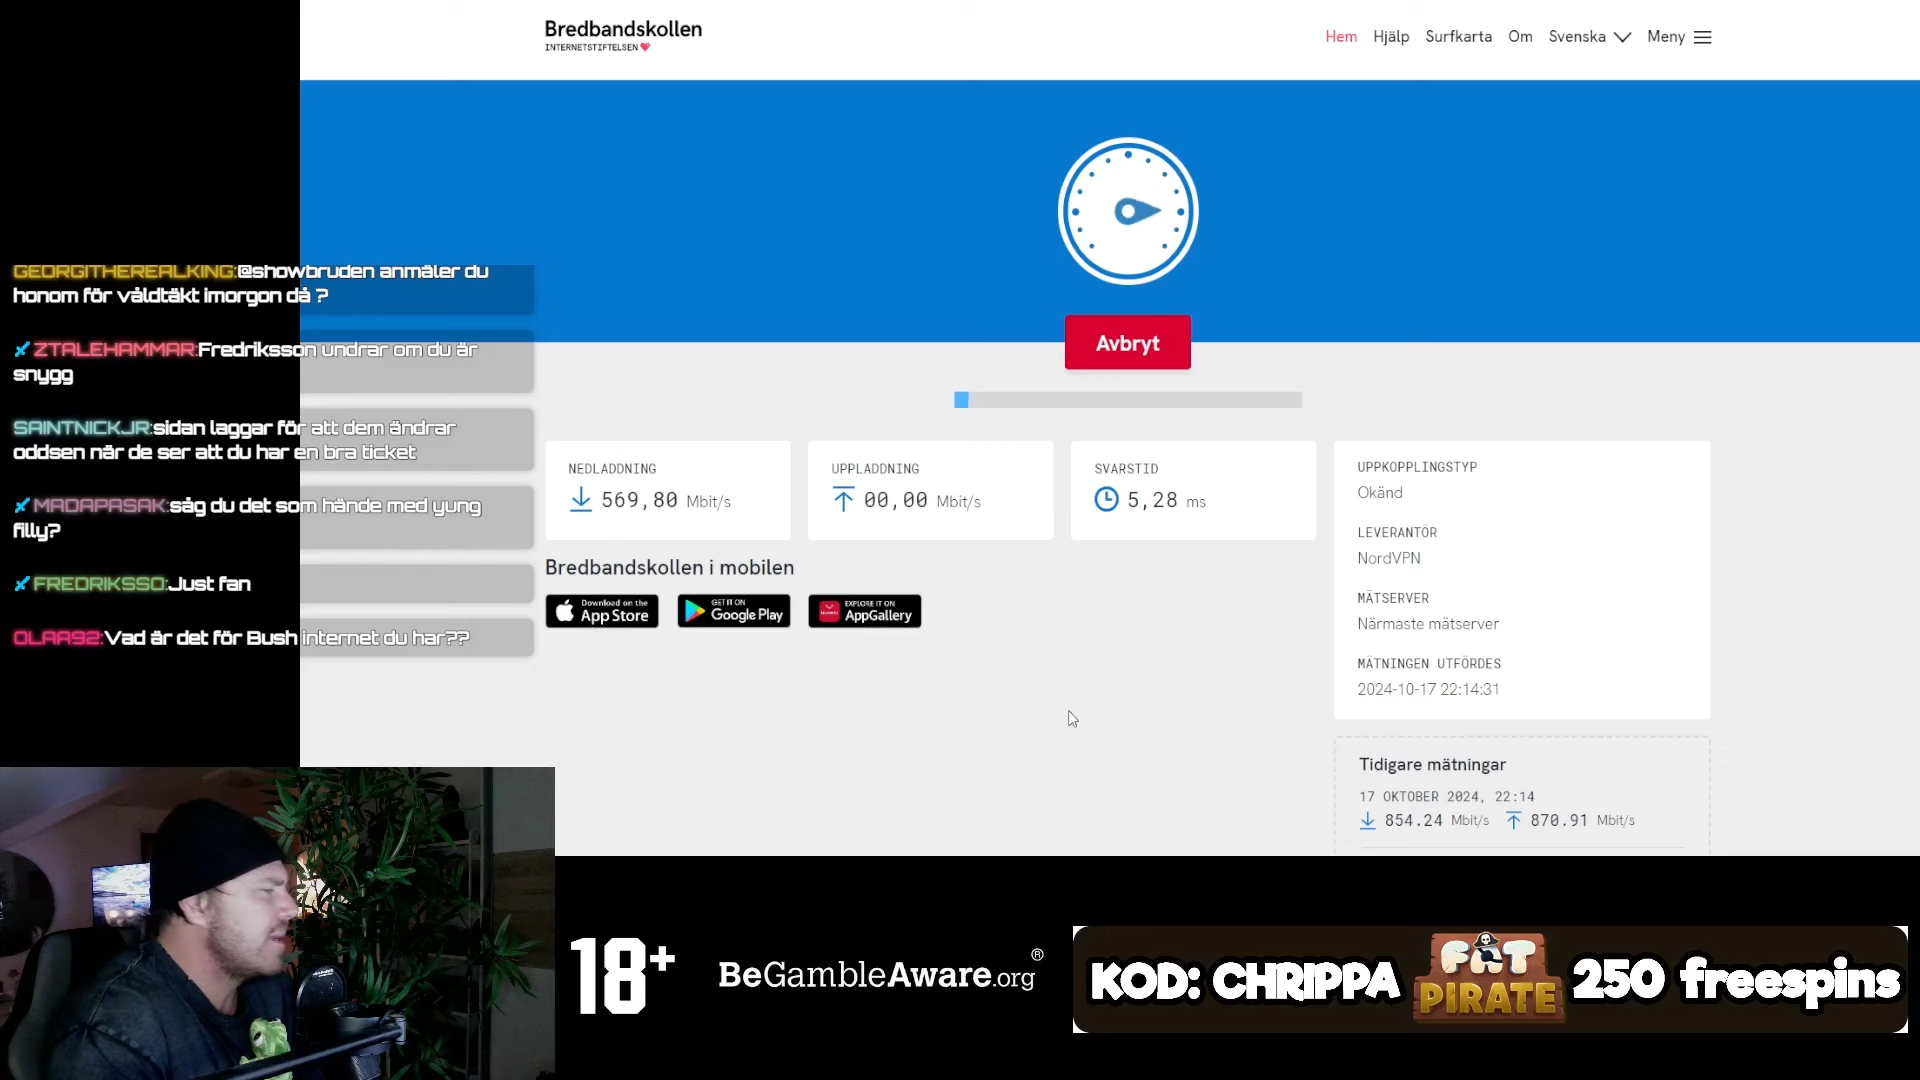 Bredbandskollen
INTERNETSTIFTELSEN
Hem Hjälp Surfkarta Om Svenska Meny
GEORGITHEREALKING:@showbruden anmäler du
honom för våldtäkt imorgon då ?
ZTALEHAMMAR:Fredriksson undrar om du är
snygg
SAINTNICKJR:sidan laggar för att dem ändrar
oddsen när de ser att du har en bra ticket
MADAPASAK:såg du det som hände med yung
filly?
FREDRIKSSO:Just fan
OLAA92:Vad är det för Bush internet du har??
Avbryt
NEDLADDNING
569,80 Mbit/s
UPPLADDNING
00,00 Mbit/s
SVARSTID
5,28 ms
Bredbandskollen i mobilen
Download on the
App Store
GET IT ON
Google Play
HUAWEI
EXPLORE IT ON
AppGallery
UPPKOPPLINGSTYP
Okänd
LEVERANTÖR
NordVPN
MÄTSERVER
Närmaste mätserver
MÄTNINGEN UTFÖRDES
2024-10-17 22:14:31
Tidigare mätningar
17 OKTOBER 2024, 22:14
854.24 Mbit/s 870.91 Mbit/s
18+
BeGambleAware.org®
KOD: CHRIPPA FAT PIRATE 250 freespins